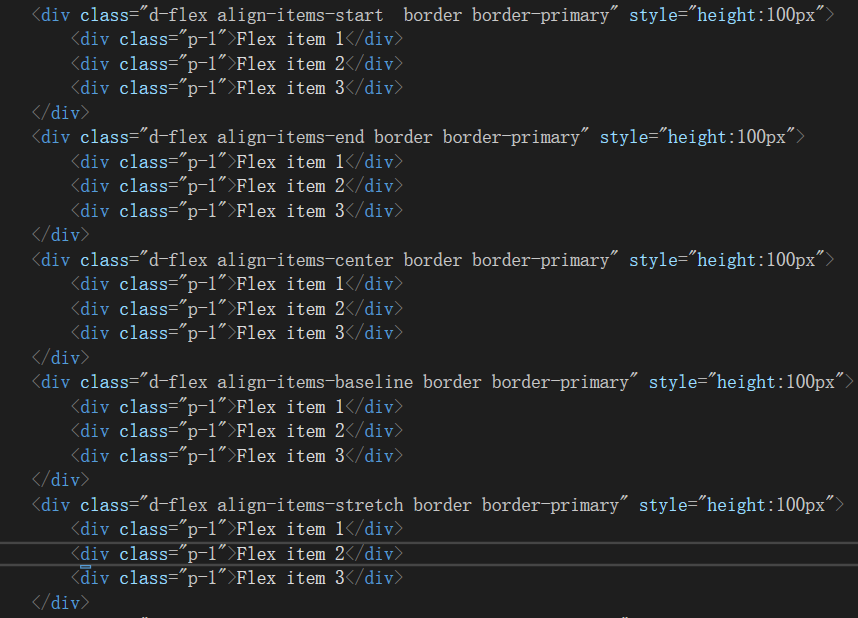 <div class="d-flex align-items-start  border border-primary" style="height:100px">
    <div class="p-1">Flex item 1</div>
    <div class="p-1">Flex item 2</div>
    <div class="p-1">Flex item 3</div>
</div>
<div class="d-flex align-items-end border border-primary" style="height:100px">
    <div class="p-1">Flex item 1</div>
    <div class="p-1">Flex item 2</div>
    <div class="p-1">Flex item 3</div>
</div>
<div class="d-flex align-items-center border border-primary" style="height:100px">
    <div class="p-1">Flex item 1</div>
    <div class="p-1">Flex item 2</div>
    <div class="p-1">Flex item 3</div>
</div>
<div class="d-flex align-items-baseline border border-primary" style="height:100px">
    <div class="p-1">Flex item 1</div>
    <div class="p-1">Flex item 2</div>
    <div class="p-1">Flex item 3</div>
</div>
<div class="d-flex align-items-stretch border border-primary" style="height:100px">
    <div class="p-1">Flex item 1</div>
    <div class="p-1">Flex item 2</div>
    <div class="p-1">Flex item 3</div>
</div>